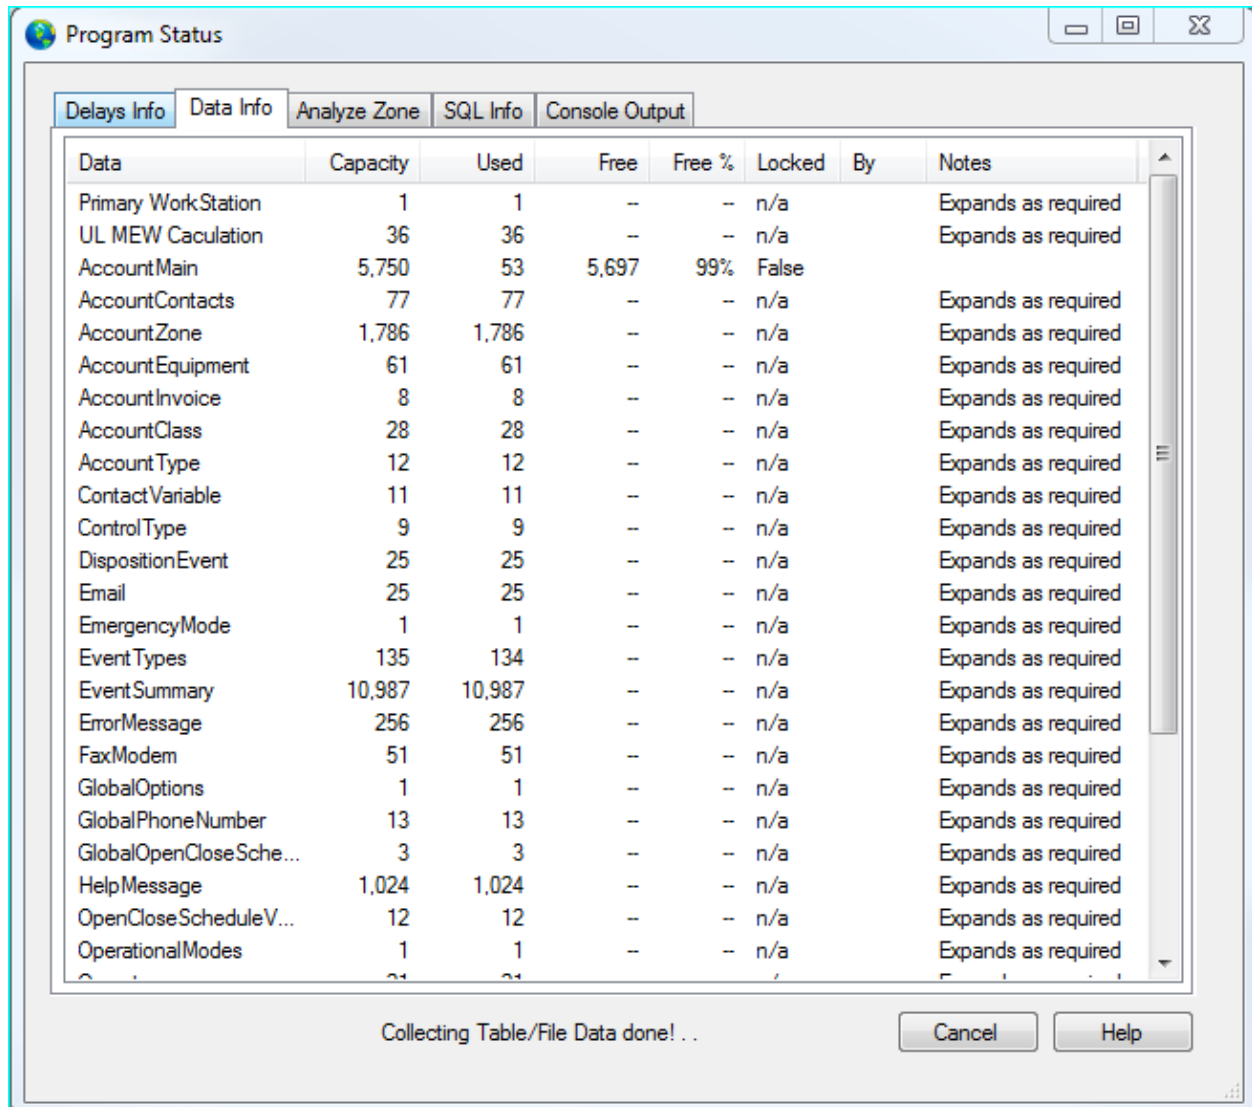 Program Status
Delays Info Data Info Analyze Zone SQL Info Console Output
Data Capacity Used Free Free % Locked By Notes
Primary WorkStation 1 1 -- -- n/a Expands as required
UL MEW Caculation 36 36 -- -- n/a Expands as required
AccountMain 5,750 53 5,697 99% False
AccountContacts 77 77 -- -- n/a Expands as required
AccountZone 1,786 1,786 -- -- n/a Expands as required
AccountEquipment 61 61 -- -- n/a Expands as required
AccountInvoice 8 8 -- -- n/a Expands as required
AccountClass 28 28 -- -- n/a Expands as required
AccountType 12 12 -- -- n/a Expands as required
ContactVariable 11 11 -- -- n/a Expands as required
ControlType 9 9 -- -- n/a Expands as required
DispositionEvent 25 25 -- -- n/a Expands as required
Email 25 25 -- -- n/a Expands as required
EmergencyMode 1 1 -- -- n/a Expands as required
EventTypes 135 134 -- -- n/a Expands as required
EventSummary 10,987 10,987 -- -- n/a Expands as required
ErrorMessage 256 256 -- -- n/a Expands as required
FaxModem 51 51 -- -- n/a Expands as required
GlobalOptions 1 1 -- -- n/a Expands as required
GlobalPhoneNumber 13 13 -- -- n/a Expands as required
GlobalOpenCloseSche... 3 3 -- -- n/a Expands as required
HelpMessage 1,024 1,024 -- -- n/a Expands as required
OpenCloseScheduleV... 12 12 -- -- n/a Expands as required
OperationalModes 1 1 -- -- n/a Expands as required
Collecting Table/File Data done! . . Cancel Help